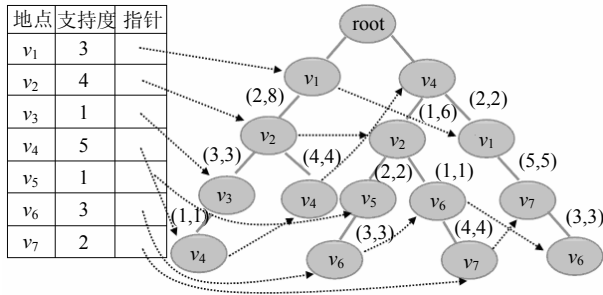 地点 支持度 指针
v1 3
v2 4
v3 1
v4 5
v5 1
v6 3
v7 2
root
v1 v4
(2,8) (1,6) (2,2)
v2 v2 v1
(3,3) (4,4) (2,2) (1,1) (5,5)
v3 v4 v5 v6 v7
(1,1) (3,3) (4,4) (3,3)
v4 v6 v7 v6